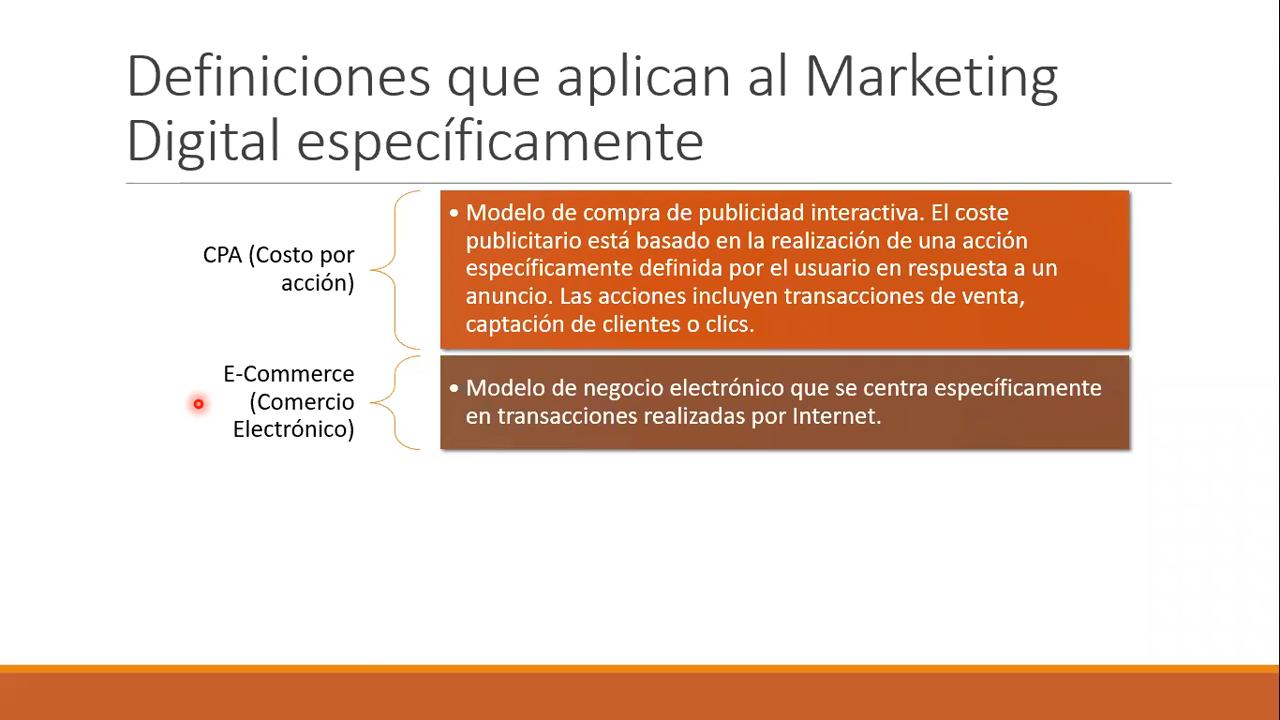 Definiciones que aplican al Marketing
Digital específicamente
CPA (Costo por
acción)
• Modelo de compra de publicidad interactiva. El coste
publicitario está basado en la realización de una acción
específicamente definida por el usuario en respuesta a un
anuncio. Las acciones incluyen transacciones de venta,
captación de clientes o clics.
E-Commerce
(Comercio
Electrónico)
• Modelo de negocio electrónico que se centra específicamente
en transacciones realizadas por Internet.